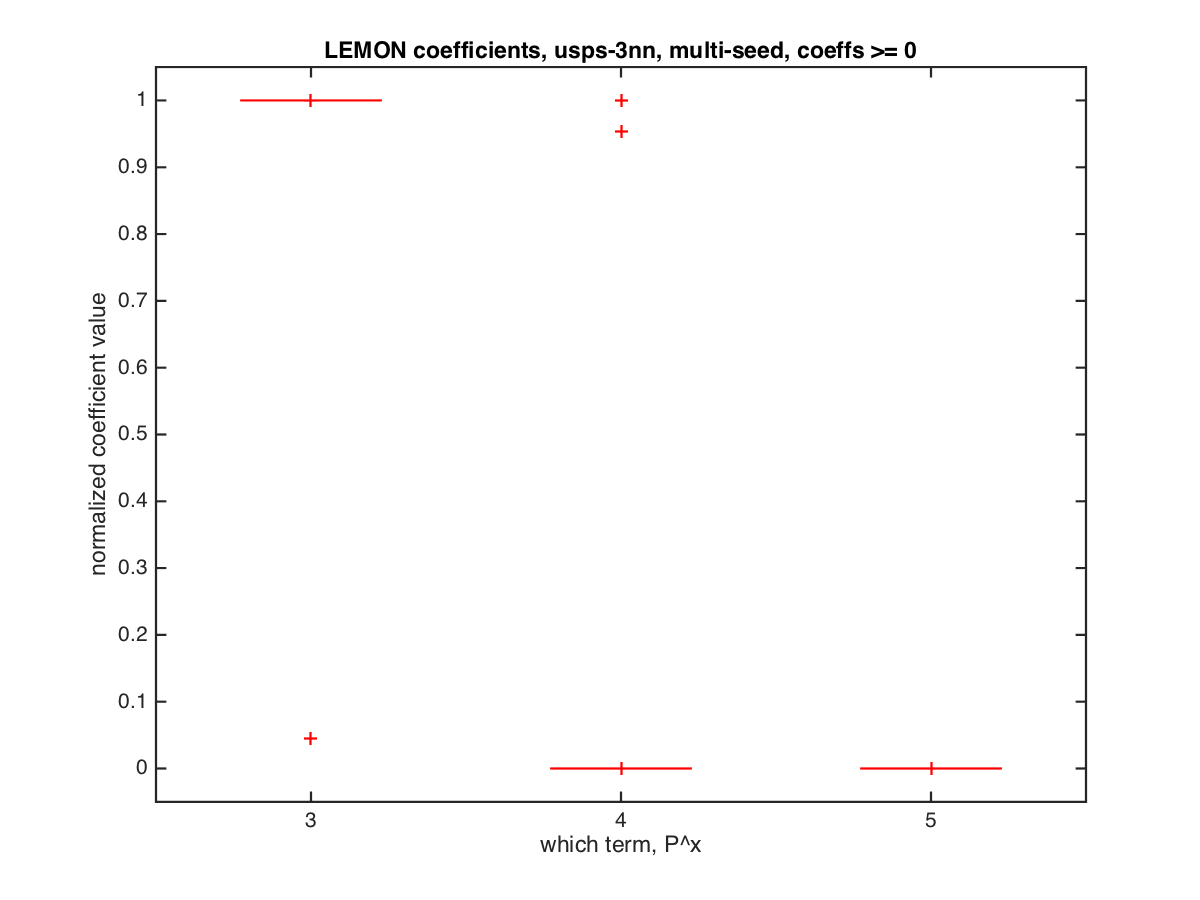 LEMON coefficients, usps-3nn, multi-seed, coeffs >= 0
normalized coefficient value
1
0.9
0.8
0.7
0.6
0.5
0.4
0.3
0.2
0.1
0
3 4 5
which term, P^x